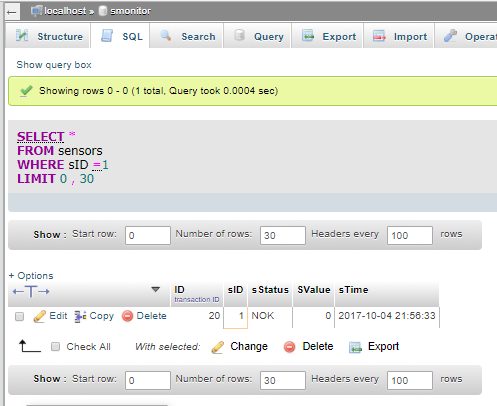 localhost » smonitor
Structure SQL Search Query Export Import Opera
Show query box
Showing rows 0 - 0 (1 total, Query took 0.0004 sec)
SELECT *
FROM sensors
WHERE sID =1
LIMIT 0 , 30
Show : Start row: 0 Number of rows: 30 Headers every 100 rows
+ Options
←T→ ID sID sStatus SValue sTime
transaction ID
Edit Copy Delete 20 1 NOK 0 2017-10-04 21:56:33
Check All With selected: Change Delete Export
Show : Start row: 0 Number of rows: 30 Headers every 100 rows